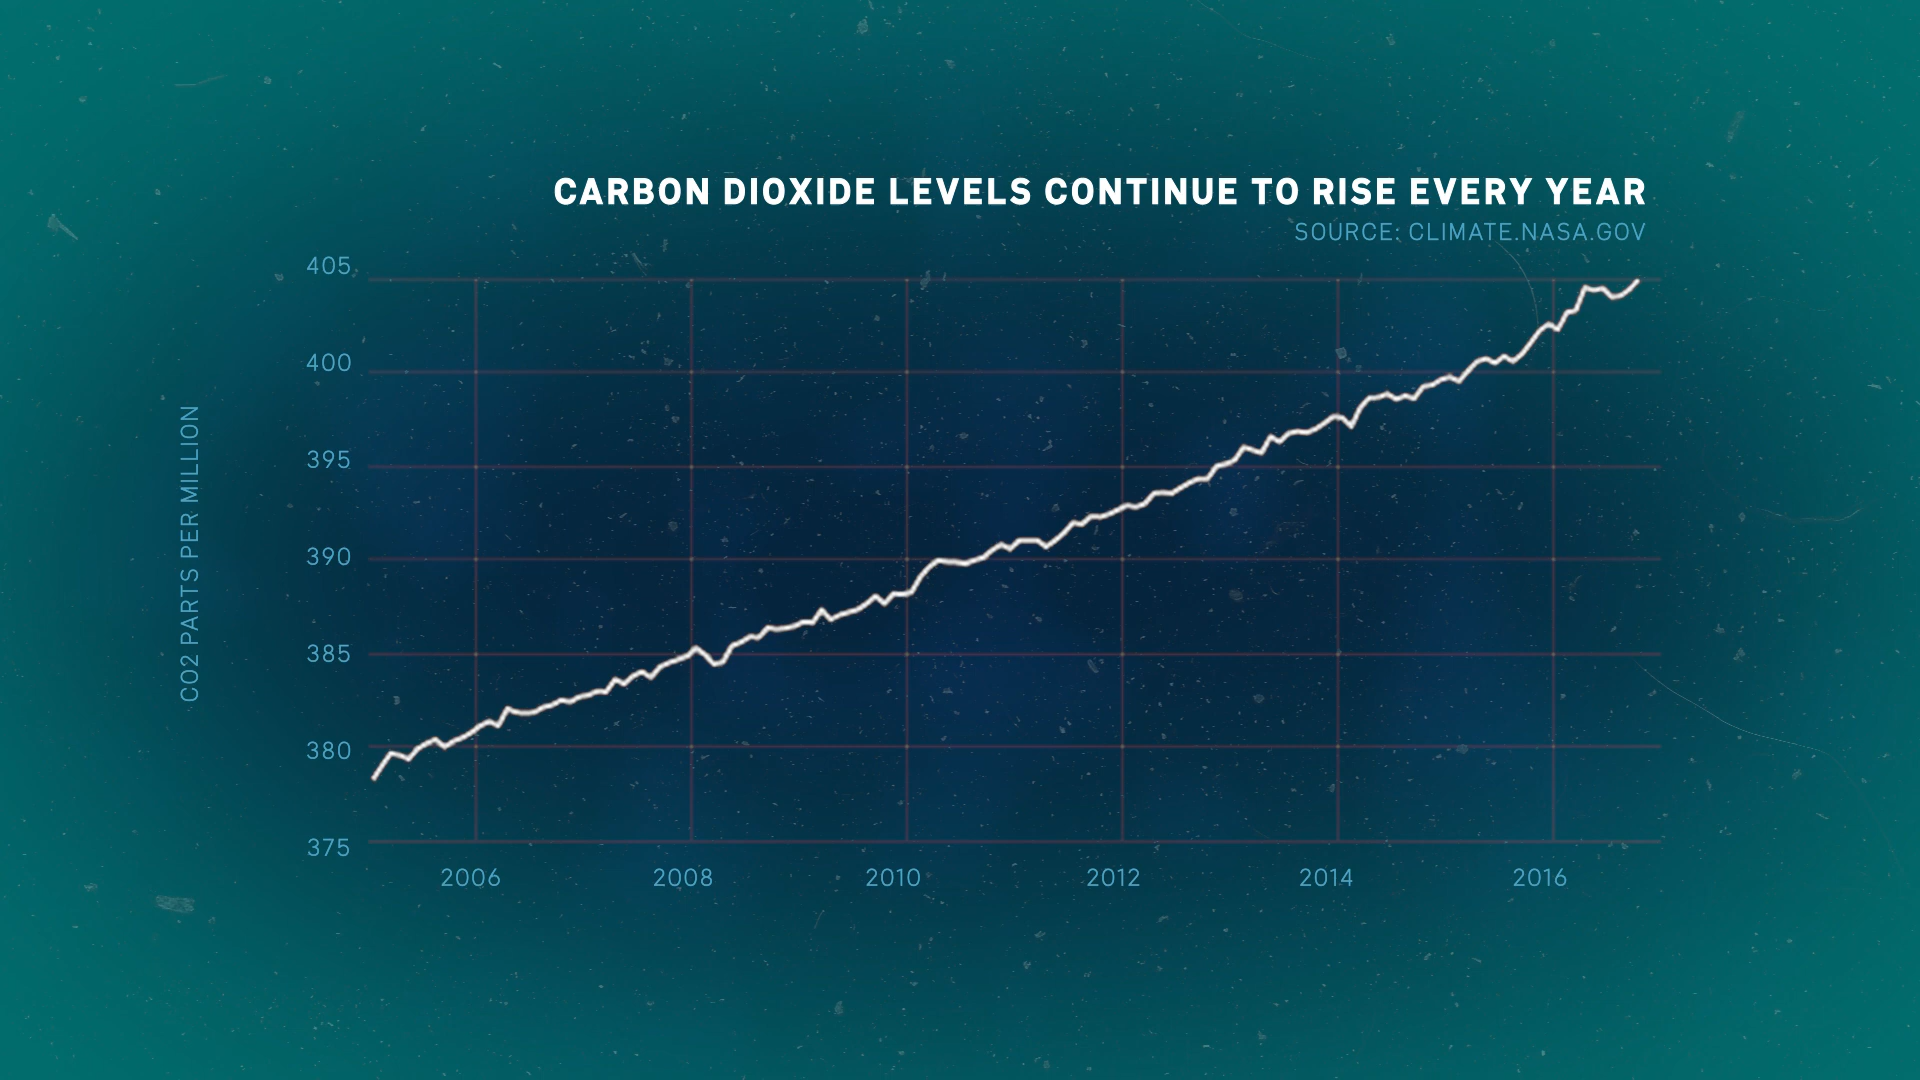 CARBON DIOXIDE LEVELS CONTINUE TO RISE EVERY YEAR
SOURCE: CLIMATE.NASA.GOV
405
400
395
390
385
380
375
CO2 PARTS PER MILLION
2006 2008 2010 2012 2014 2016